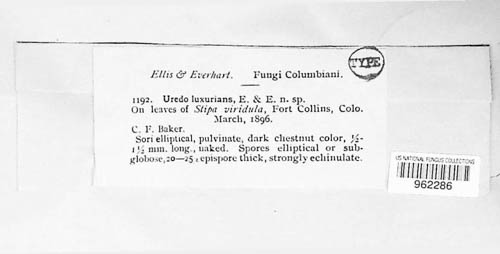 Ellis & Everhart. Fungi Columbiani.
TYPE
1192. Uredo luxurians, E. & E. n. sp.
On leaves of Stipa viridula, Fort Collins, Colo.
March, 1896.
C. F. Baker.
Sori elliptical, pulvinate, dark chestnut color, ½-
1½ mm. long., naked. Spores elliptical or sub-
globose, 20—25 , epispore thick, strongly echinulate.
US NATIONAL FUNGUS COLLECTIONS
962286